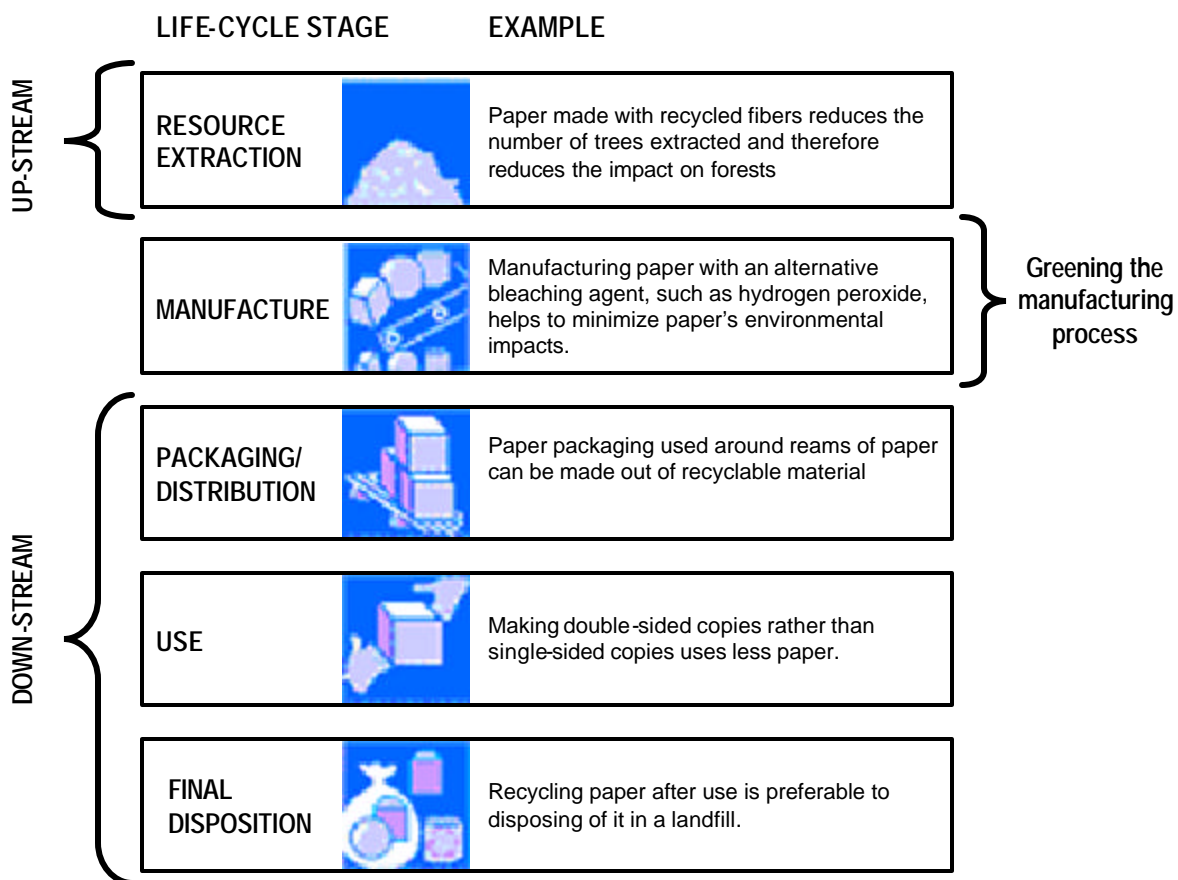 LIFE-CYCLE STAGE EXAMPLE
UP-STREAM
RESOURCE
EXTRACTION
Paper made with recycled fibers reduces the
number of trees extracted and therefore
reduces the impact on forests
MANUFACTURE
Manufacturing paper with an alternative
bleaching agent, such as hydrogen peroxide,
helps to minimize paper's environmental
impacts.
Greening the
manufacturing
process
DOWN-STREAM
PACKAGING/
DISTRIBUTION
Paper packaging used around reams of paper
can be made out of recyclable material
USE
Making double-sided copies rather than
single-sided copies uses less paper.
FINAL
DISPOSITION
Recycling paper after use is preferable to
disposing of it in a landfill.